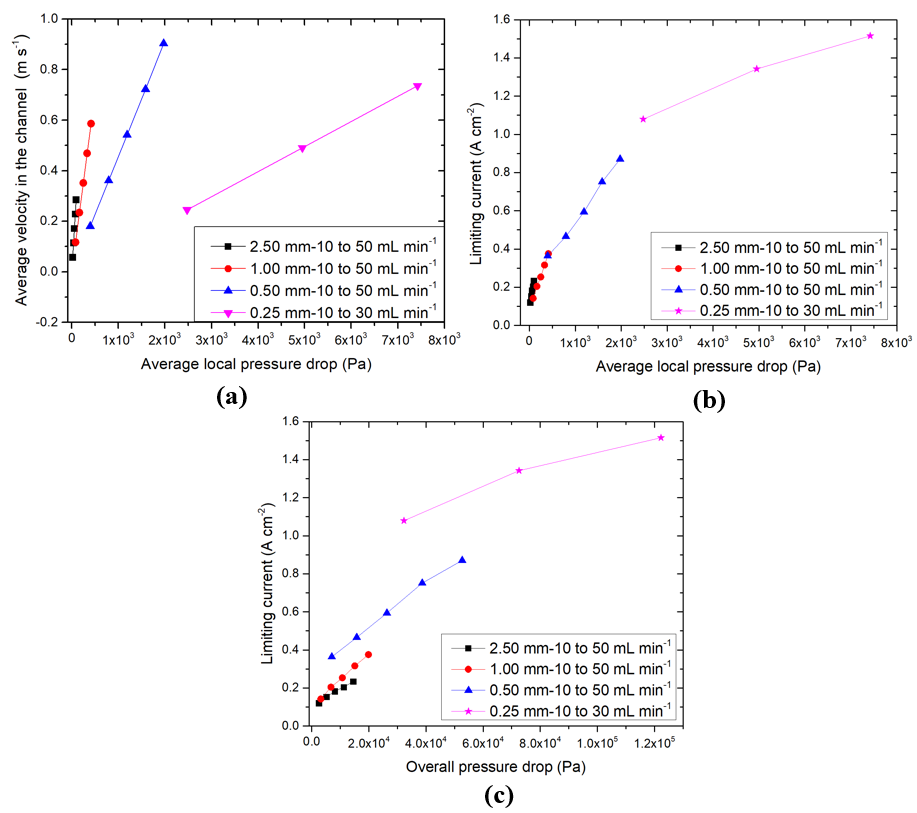 1.0
0.8
0.6
0.4
0.2
0.0
-0.2
Average velocity in the channel  (m s⁻¹)
2.50 mm-10 to 50 mL min⁻¹
1.00 mm-10 to 50 mL min⁻¹
0.50 mm-10 to 50 mL min⁻¹
0.25 mm-10 to 30 mL min⁻¹
0 1x10³ 2x10³ 3x10³ 4x10³ 5x10³ 6x10³ 7x10³ 8x10³
Average local pressure drop (Pa)
(a)
1.6
1.4
1.2
1.0
0.8
0.6
0.4
0.2
0.0
Limiting current (A cm⁻²)
2.50 mm-10 to 50 mL min⁻¹
1.00 mm-10 to 50 mL min⁻¹
0.50 mm-10 to 50 mL min⁻¹
0.25 mm-10 to 30 mL min⁻¹
0 1x10³ 2x10³ 3x10³ 4x10³ 5x10³ 6x10³ 7x10³ 8x10³
Average local pressure drop (Pa)
(b)
1.6
1.4
1.2
1.0
0.8
0.6
0.4
0.2
0.0
Limiting current (A cm⁻²)
2.50 mm-10 to 50 mL min⁻¹
1.00 mm-10 to 50 mL min⁻¹
0.50 mm-10 to 50 mL min⁻¹
0.25 mm-10 to 30 mL min⁻¹
0.0 2.0x10⁴ 4.0x10⁴ 6.0x10⁴ 8.0x10⁴ 1.0x10⁵ 1.2x10⁵
Overall pressure drop (Pa)
(c)